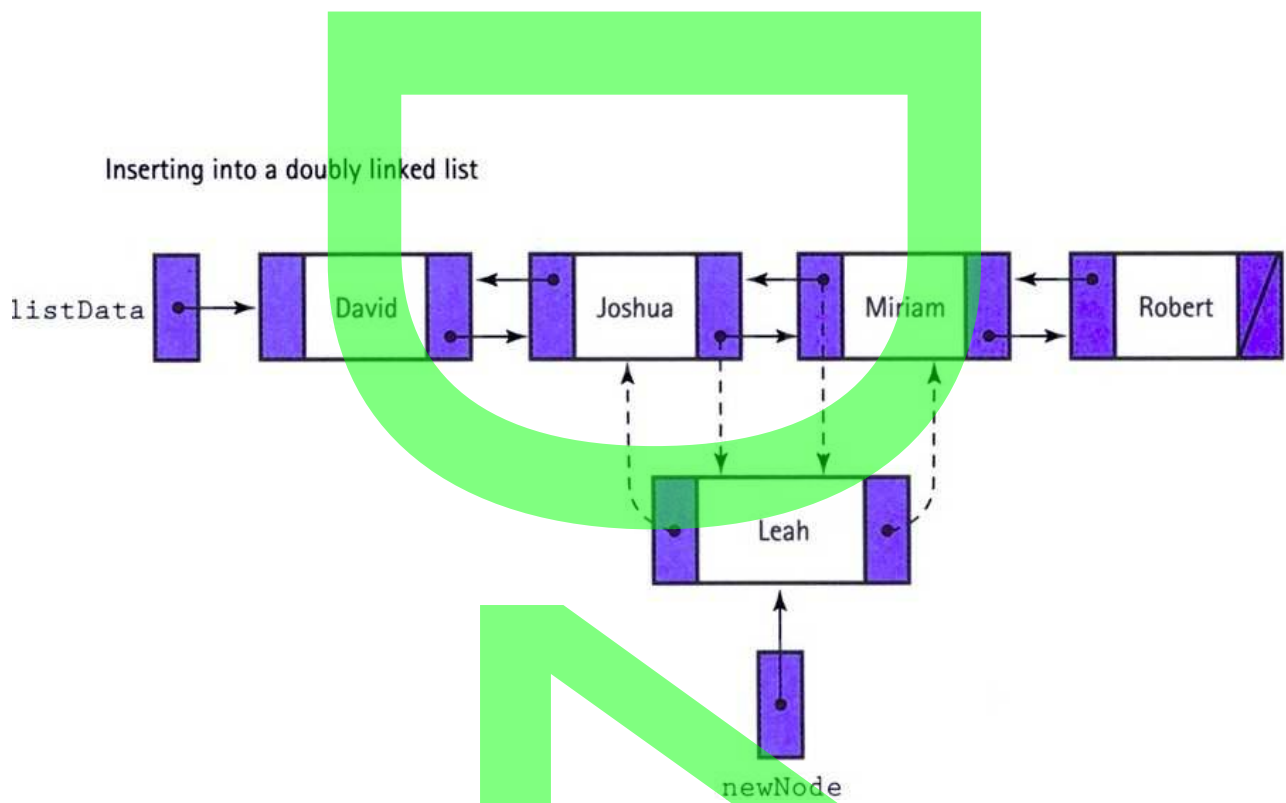 Inserting into a doubly linked list
listData
David
Joshua
Miriam
Robert
Leah
newNode